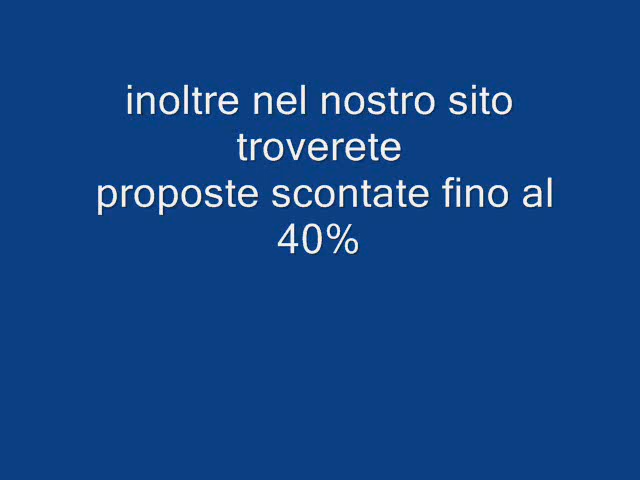 inoltre nel nostro sito
troverete
proposte scontate fino al
40%